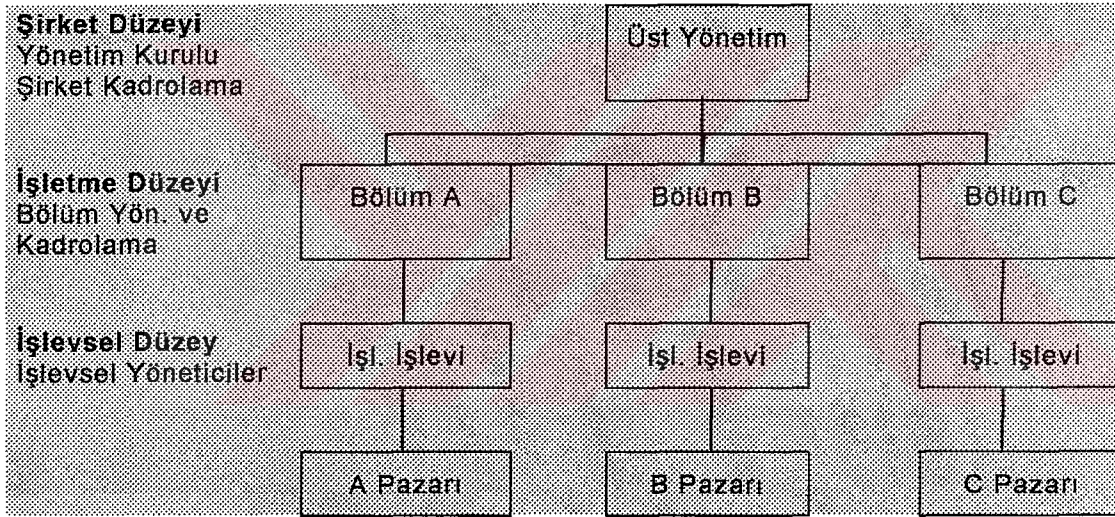 Şirket Düzeyi
Yönetim Kurulu
Şirket Kadrolama
Üst Yönetim
İşletme Düzeyi
Bölüm Yön. ve
Kadrolama
Bölüm A
Bölüm B
Bölüm C
İşlevsel Düzey
İşlevsel Yöneticiler
İşl. İşlevi
İşl. İşlevi
İşl. İşlevi
A Pazarı
B Pazarı
C Pazarı